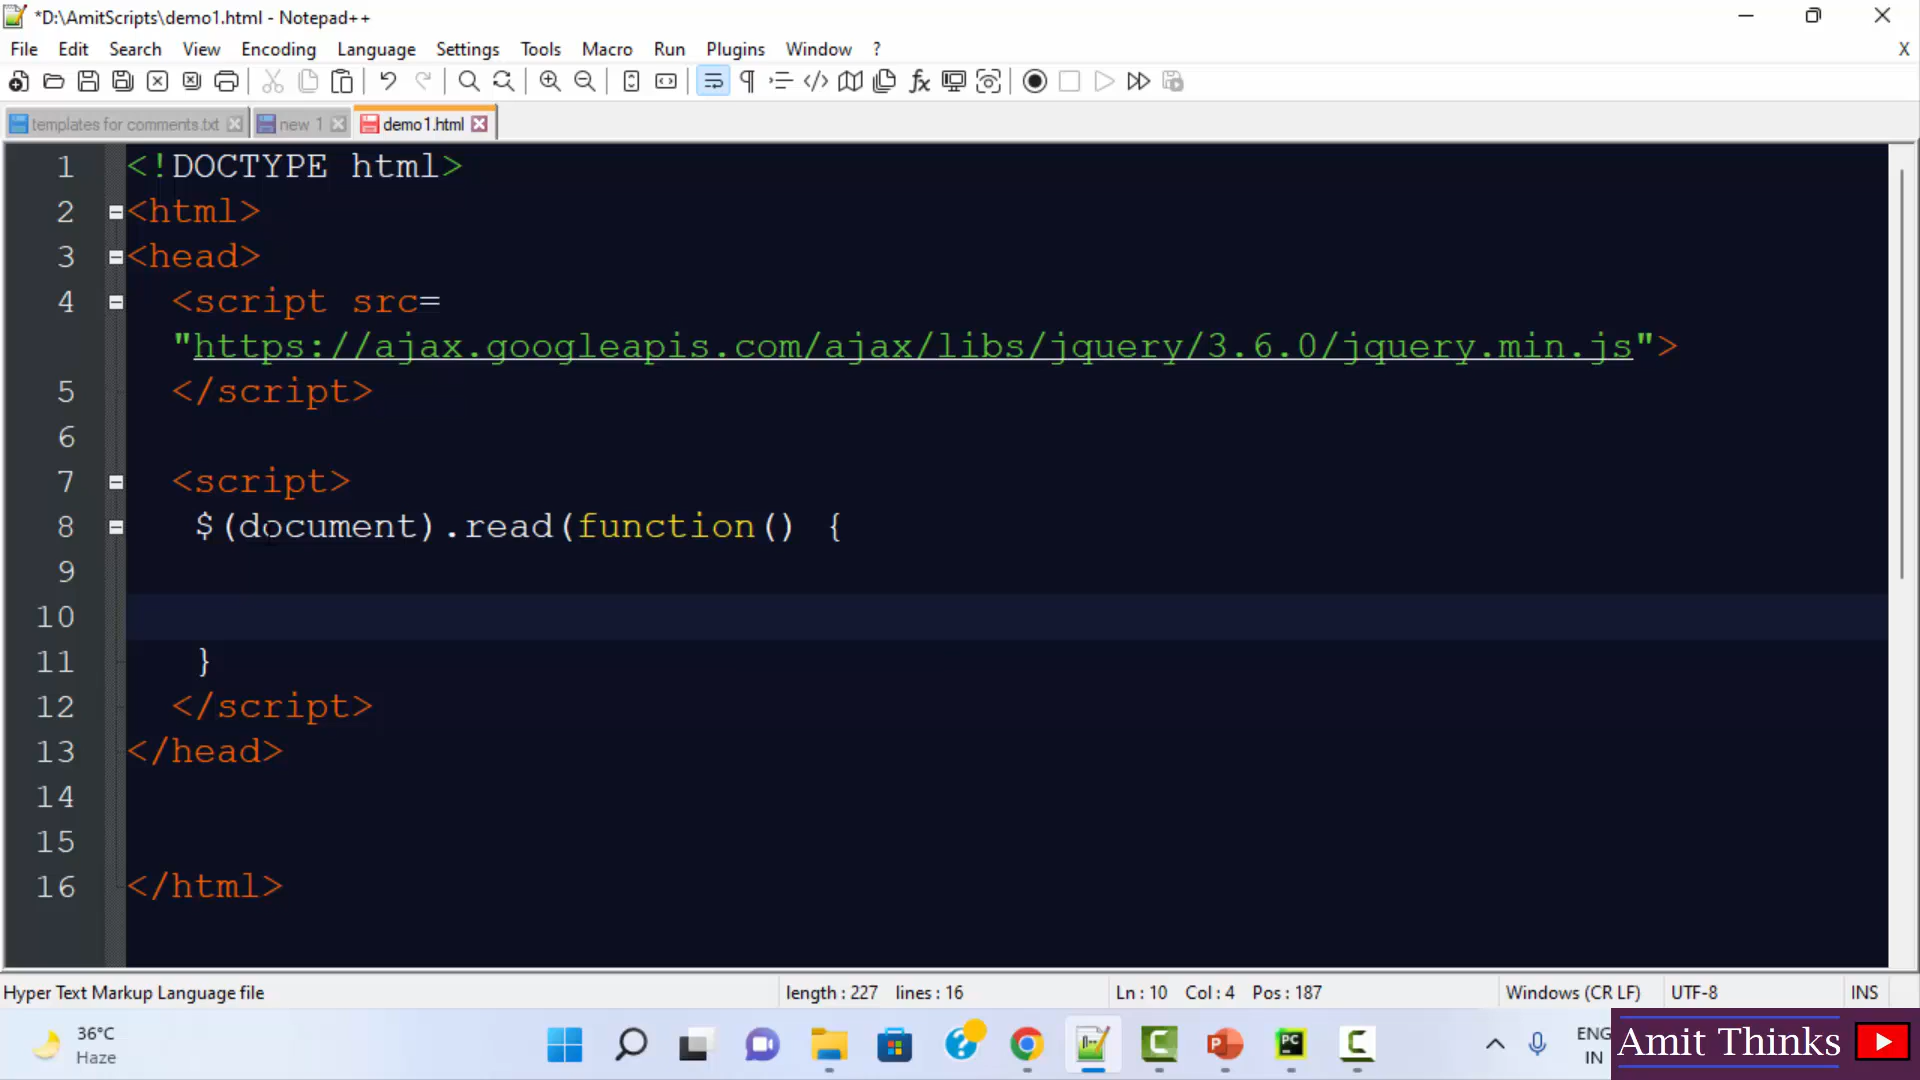 *D:\AmitScripts\demo1.html - Notepad++
File Edit Search View Encoding Language Settings Tools Macro Run Plugins Window ? X
templates for comments.txt new 1 demo1.html
1 <!DOCTYPE html>
2 <html>
3 <head>
4 <script src=
"https://ajax.googleapis.com/ajax/libs/jquery/3.6.0/jquery.min.js">
5 </script>
6
7 <script>
8 $(document).read(function() {
9
10
11 }
12 </script>
13 </head>
14
15
16 </html>
Hyper Text Markup Language file length : 227 lines : 16 Ln : 10 Col : 4 Pos : 187 Windows (CR LF) UTF-8 INS
36°C
Haze
ENG
IN
Amit Thinks